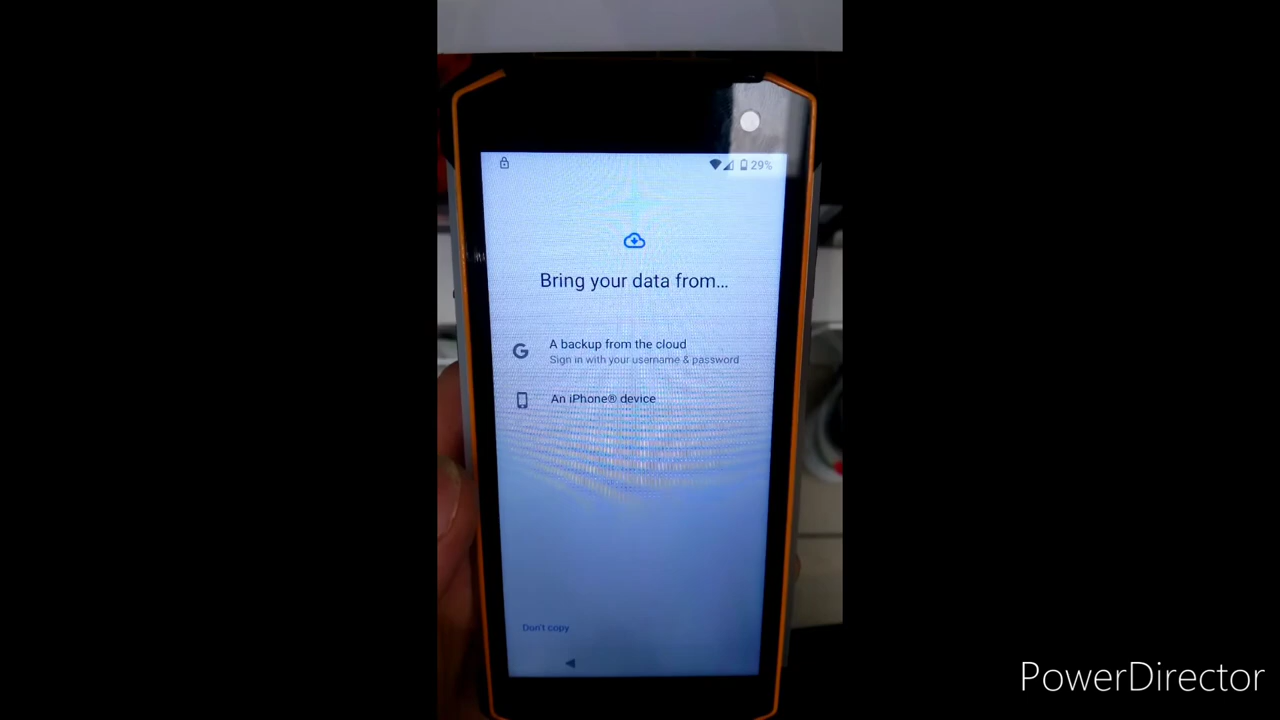 29%
Bring your data from...
A backup from the cloud
Sign in with your username & password
An iPhone® device
Don't copy
PowerDirector